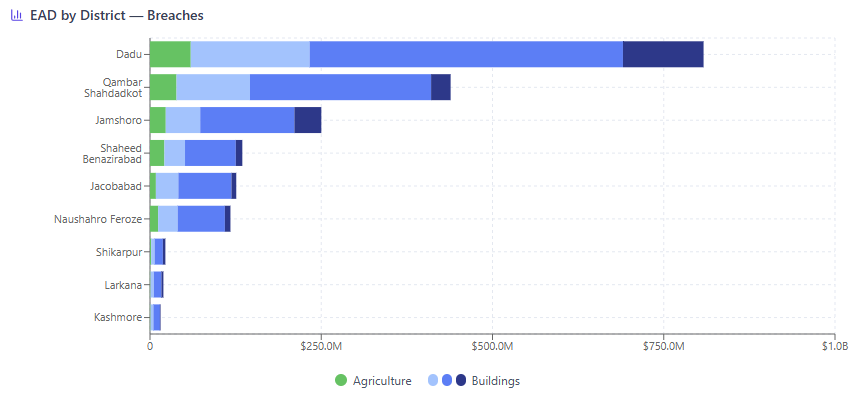 EAD by District — Breaches
Dadu
Qambar
Shahdadkot
Jamshoro
Shaheed
Benazirabad
Jacobabad
Naushahro Feroze
Shikarpur
Larkana
Kashmore
0
$250.0M
$500.0M
$750.0M
$1.0B
Agriculture
Buildings